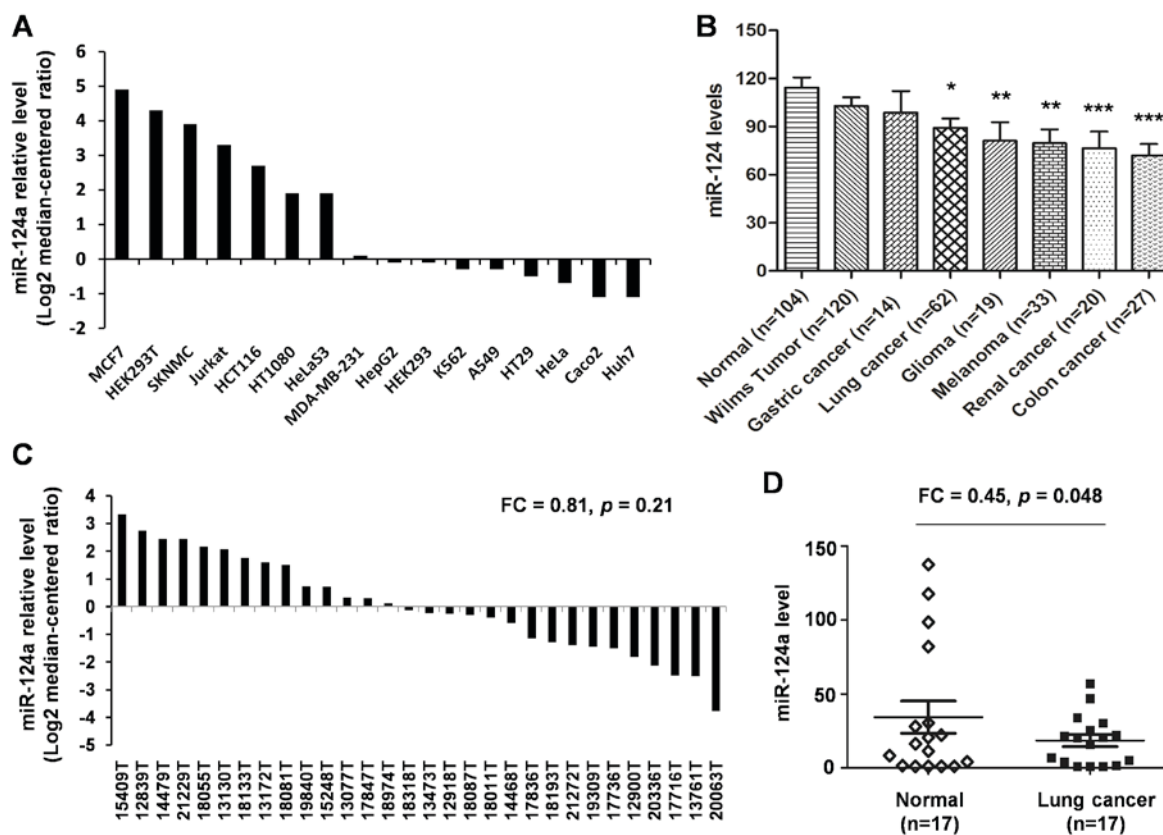 A
miR-124a relative level
(Log2 median-centered ratio)
6
5
4
3
2
1
0
-1
-2
MCF7
HEK293T
SKNMC
Jurkat
HCT116
HT1080
HeLaS3
MDA-MB-231
HepG2
HEK293
K562
A549
HT29
HeLa
Caco2
Huh7
B
miR-124 levels
150
120
90
60
30
0
*
**
**
***
***
Normal (n=104)
Wilms Tumor (n=120)
Gastric cancer (n=14)
Lung cancer (n=62)
Glioma (n=19)
Melanoma (n=33)
Renal cancer (n=20)
Colon cancer (n=27)
C
miR-124a relative level
(Log2 median-centered ratio)
4
3
2
1
0
-1
-2
-3
-4
-5
FC = 0.81, p = 0.21
15409T
12839T
14479T
21229T
18055T
13130T
18133T
13172T
18081T
19840T
15248T
13077T
17847T
18974T
18318T
13473T
12918T
18087T
18011T
14468T
17836T
18193T
21272T
19309T
17736T
12900T
20336T
17716T
13761T
20063T
D
FC = 0.45, p = 0.048
miR-124a level
150
100
50
0
Normal
(n=17)
Lung cancer
(n=17)